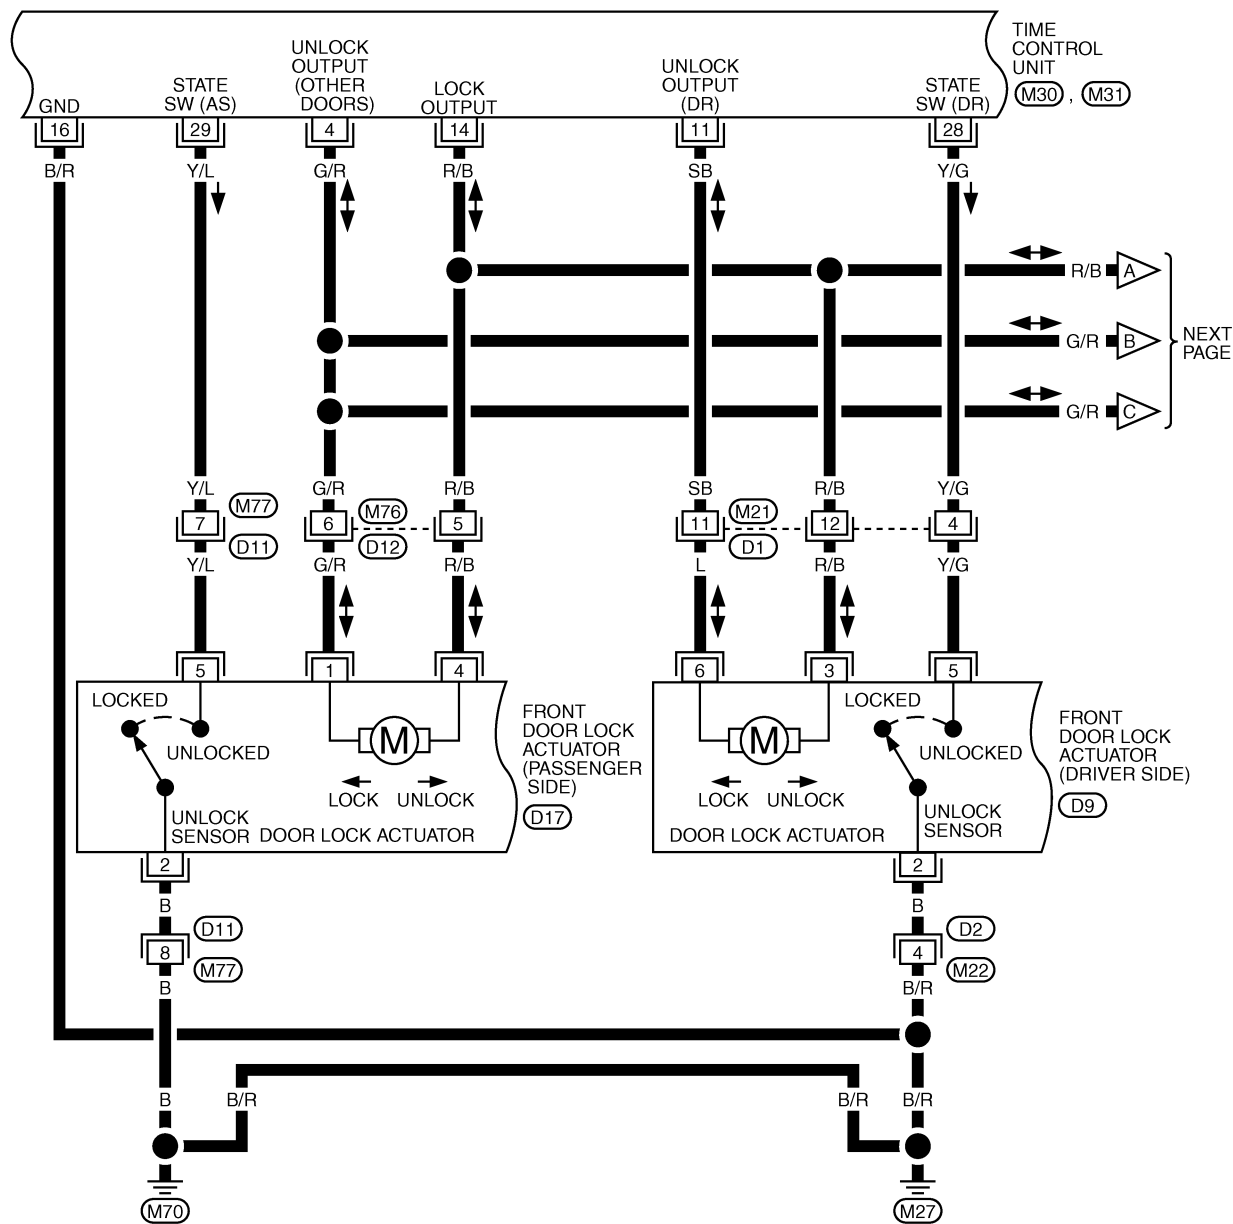 TIME
CONTROL
UNIT
M30 , M31
GND
STATE
SW (AS)
UNLOCK
OUTPUT
(OTHER
DOORS)
LOCK
OUTPUT
UNLOCK
OUTPUT
(DR)
STATE
SW (DR)
16 29 4 14 11 28
B/R Y/L G/R R/B SB Y/G
R/B A
G/R B
G/R C
NEXT
PAGE
Y/L G/R R/B SB R/B Y/G
M77 M76 M21
7 6 5 11 12 4
D11 D12 D1
Y/L G/R R/B L R/B Y/G
5 1 4 6 3 5
LOCKED
UNLOCKED
M
LOCK UNLOCK
UNLOCK
SENSOR
DOOR LOCK ACTUATOR
FRONT
DOOR LOCK
ACTUATOR
(PASSENGER
SIDE)
D17
LOCKED
UNLOCKED
M
LOCK UNLOCK
DOOR LOCK ACTUATOR
UNLOCK
SENSOR
FRONT
DOOR LOCK
ACTUATOR
(DRIVER SIDE)
D9
2 2
B B
D11 D2
8 4
M77 M22
B B/R
B B/R B/R B/R
M70 M27